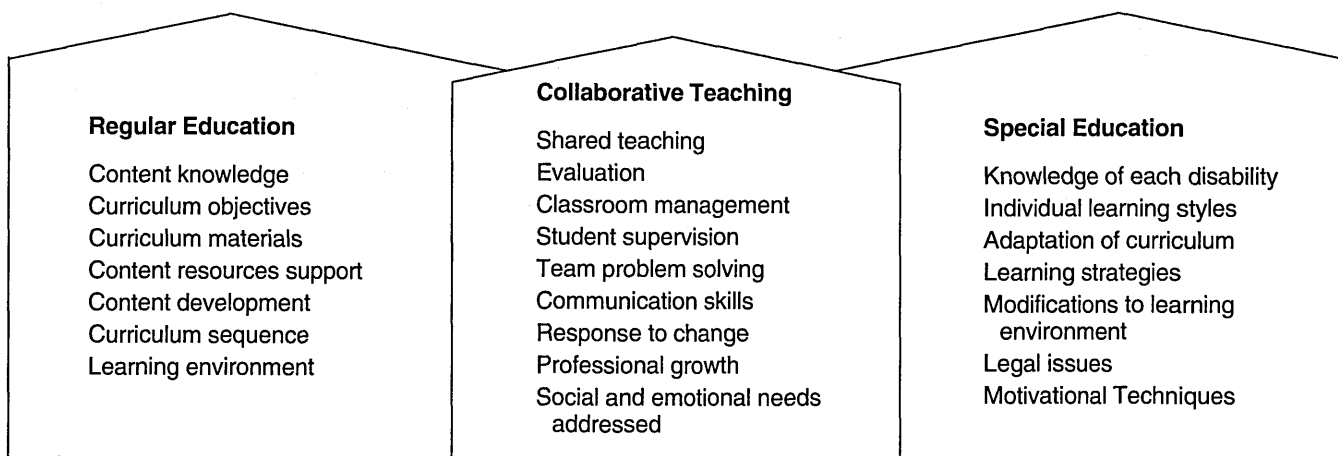 Regular Education
Content knowledge
Curriculum objectives
Curriculum materials
Content resources support
Content development
Curriculum sequence
Learning environment
Collaborative Teaching
Shared teaching
Evaluation
Classroom management
Student supervision
Team problem solving
Communication skills
Response to change
Professional growth
Social and emotional needs
addressed
Special Education
Knowledge of each disability
Individual learning styles
Adaptation of curriculum
Learning strategies
Modifications to learning
environment
Legal issues
Motivational Techniques